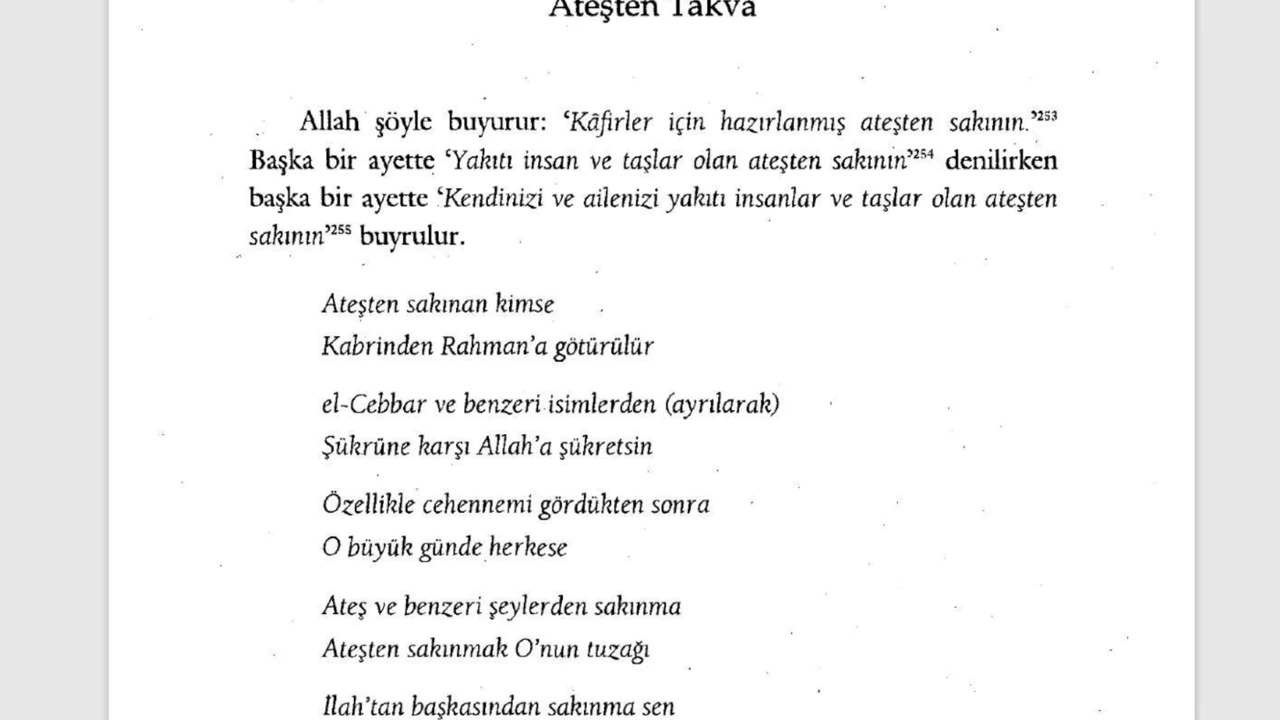 Ateşten Takva
Allah şöyle buyurur: ‘Kâfirler için hazırlanmış ateşten sakının.’253
Başka bir ayette ‘Yakıtı insan ve taşlar olan ateşten sakının’254 denilirken
başka bir ayette ‘Kendinizi ve ailenizi yakıtı insanlar ve taşlar olan ateşten
sakının’255 buyrulur.
Ateşten sakınan kimse
Kabrinden Rahman’a götürülür
el-Cebbar ve benzeri isimlerden (ayrılarak)
Şükrüne karşı Allah’a şükretsin
Özellikle cehennemi gördükten sonra
O büyük günde herkese
Ateş ve benzeri şeylerden sakınma
Ateşten sakınmak O’nun tuzağı
İlah’tan başkasından sakınma sen